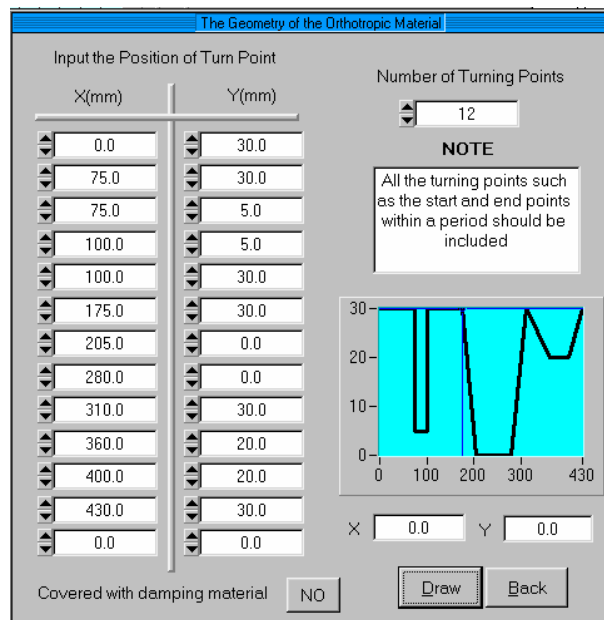 The Geometry of the Orthotropic Material
Input the Position of Turn Point
X(mm) Y(mm)
0.0 30.0
75.0 30.0
75.0 5.0
100.0 5.0
100.0 30.0
175.0 30.0
205.0 0.0
280.0 0.0
310.0 30.0
360.0 20.0
400.0 20.0
430.0 30.0
0.0 0.0
Covered with damping material NO
Number of Turning Points
12
NOTE
All the turning points such
as the start and end points
within a period should be
included
30
20
10
0
0 100 200 300 430
X 0.0 Y 0.0
Draw Back